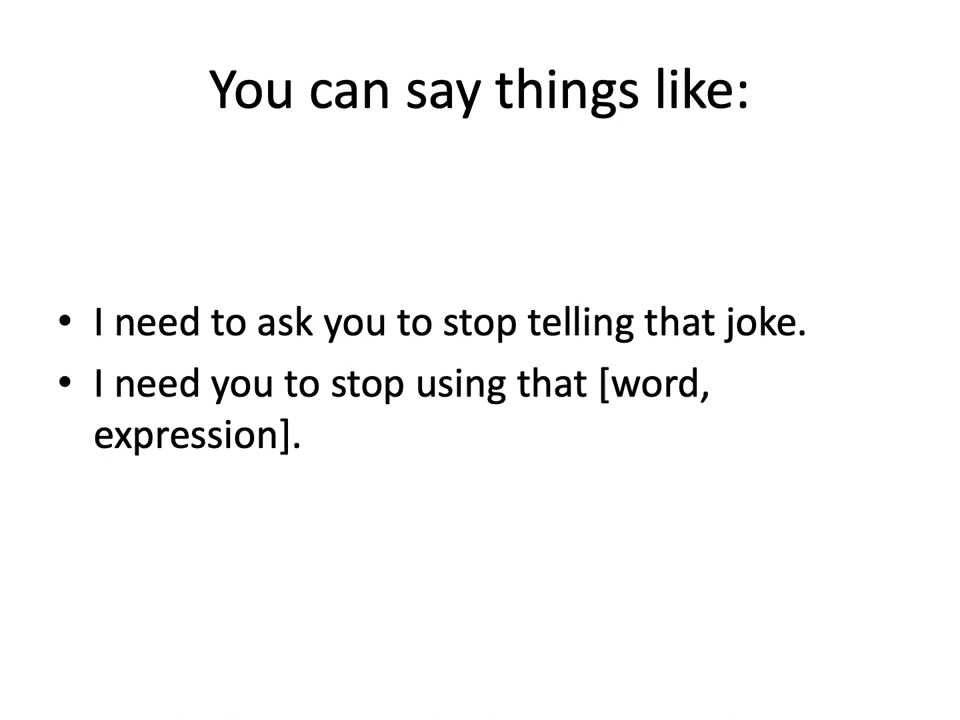 You can say things like:
• I need to ask you to stop telling that joke.
• I need you to stop using that [word,
expression].